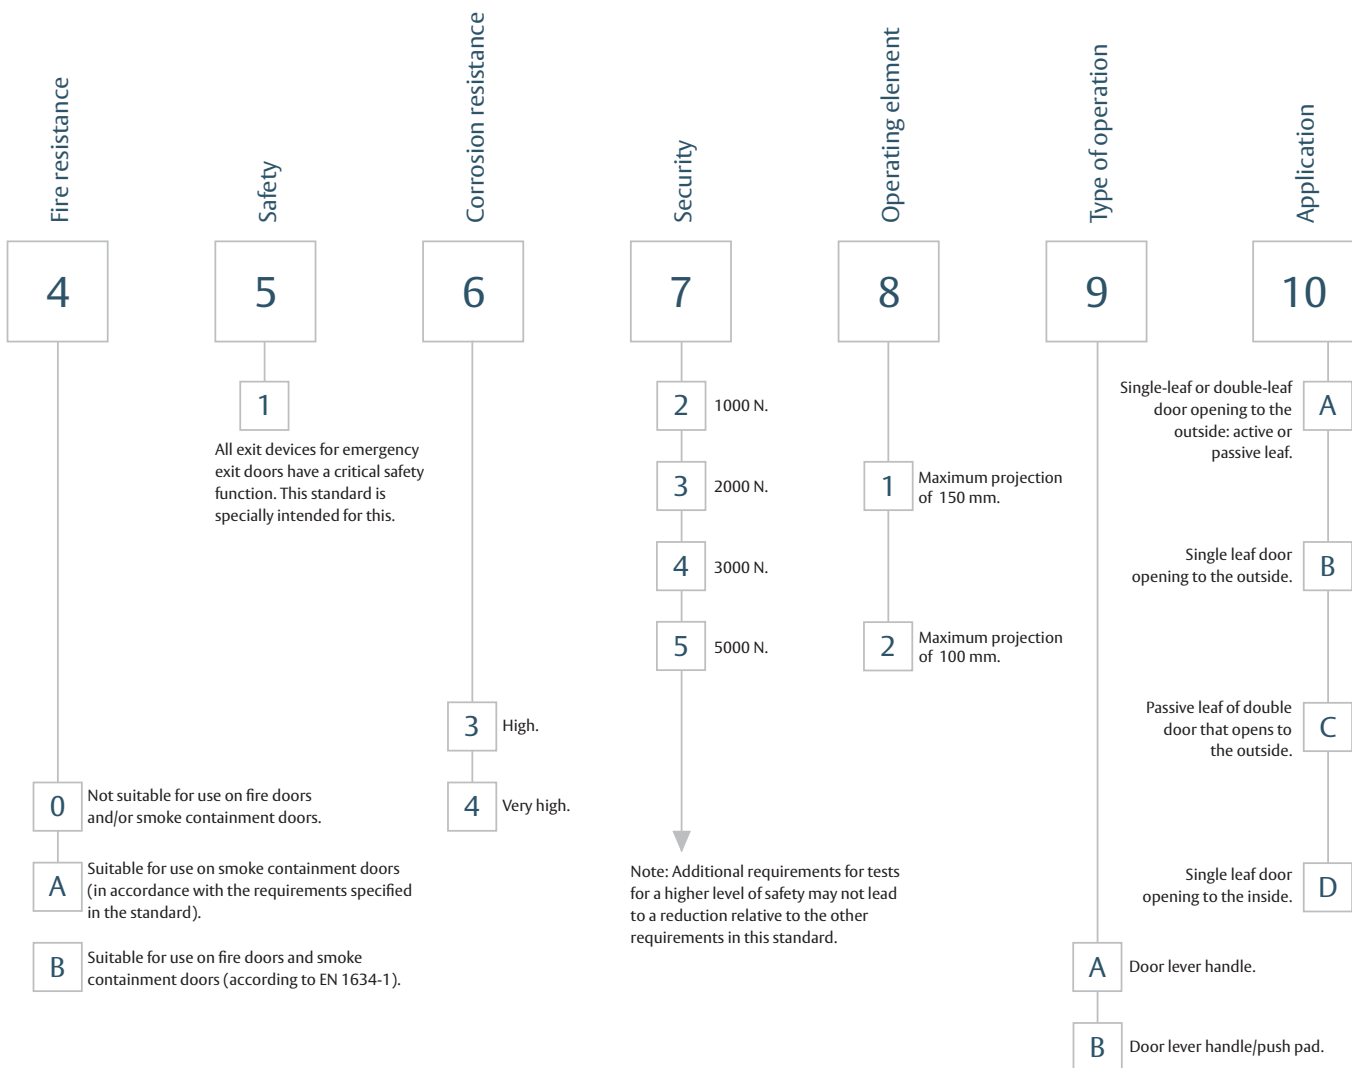 Fire resistance
4
0
Not suitable for use on fire doors
and/or smoke containment doors.
A
Suitable for use on smoke containment doors
(in accordance with the requirements specified
in the standard).
B
Suitable for use on fire doors and smoke
containment doors (according to EN 1634-1).
Safety
5
1
All exit devices for emergency
exit doors have a critical safety
function. This standard is
specially intended for this.
Corrosion resistance
6
3
High.
4
Very high.
Security
7
2
1000 N.
3
2000 N.
4
3000 N.
5
5000 N.
Note: Additional requirements for tests
for a higher level of safety may not lead
to a reduction relative to the other
requirements in this standard.
Operating element
8
1
Maximum projection
of 150 mm.
2
Maximum projection
of 100 mm.
Type of operation
9
A
Door lever handle.
B
Door lever handle/push pad.
Application
10
Single-leaf or double-leaf
door opening to the
outside: active or
passive leaf.
A
Single leaf door
opening to the outside.
B
Passive leaf of double
door that opens to
the outside.
C
Single leaf door
opening to the inside.
D